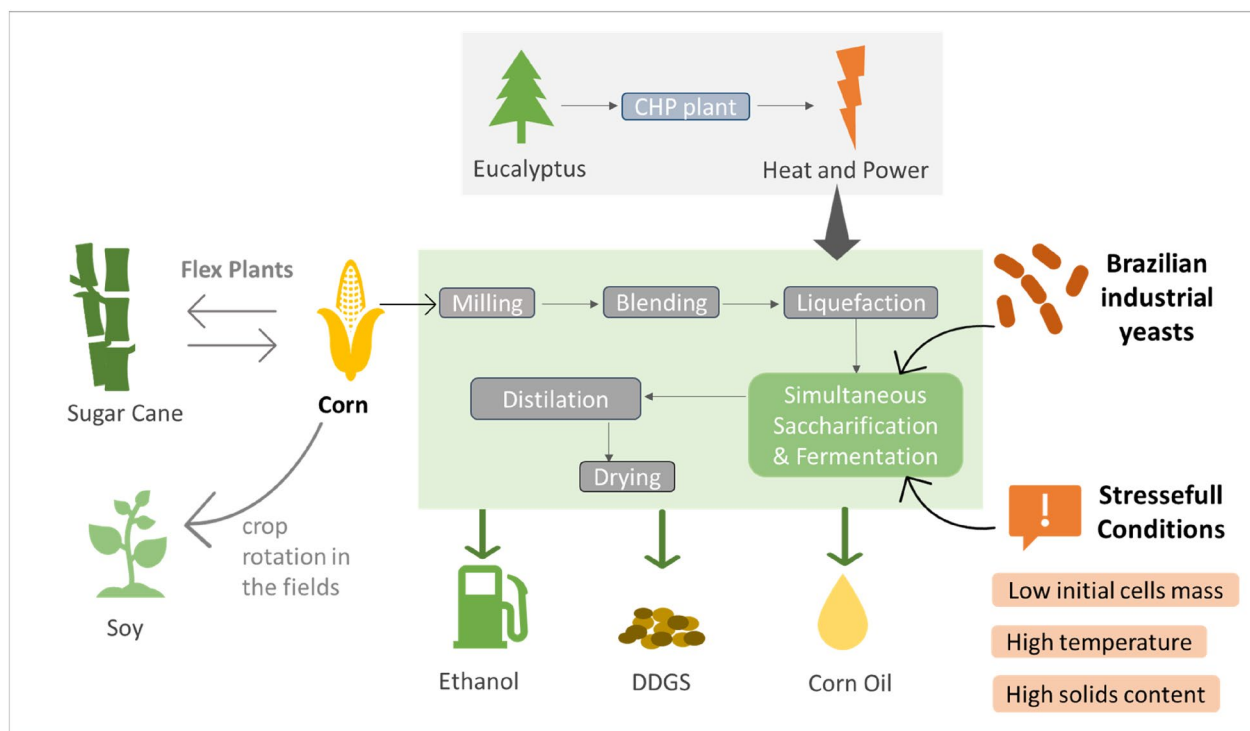 CHP plant
Eucalyptus
Heat and Power
Flex Plants
Sugar Cane
Corn
Milling
Blending
Liquefaction
Brazilian
industrial
yeasts
Distilation
Simultaneous
Saccharification
& Fermentation
Drying
Stressefull
Conditions
crop
rotation in
the fields
Soy
Low initial cells mass
High temperature
High solids content
Ethanol
DDGS
Corn Oil